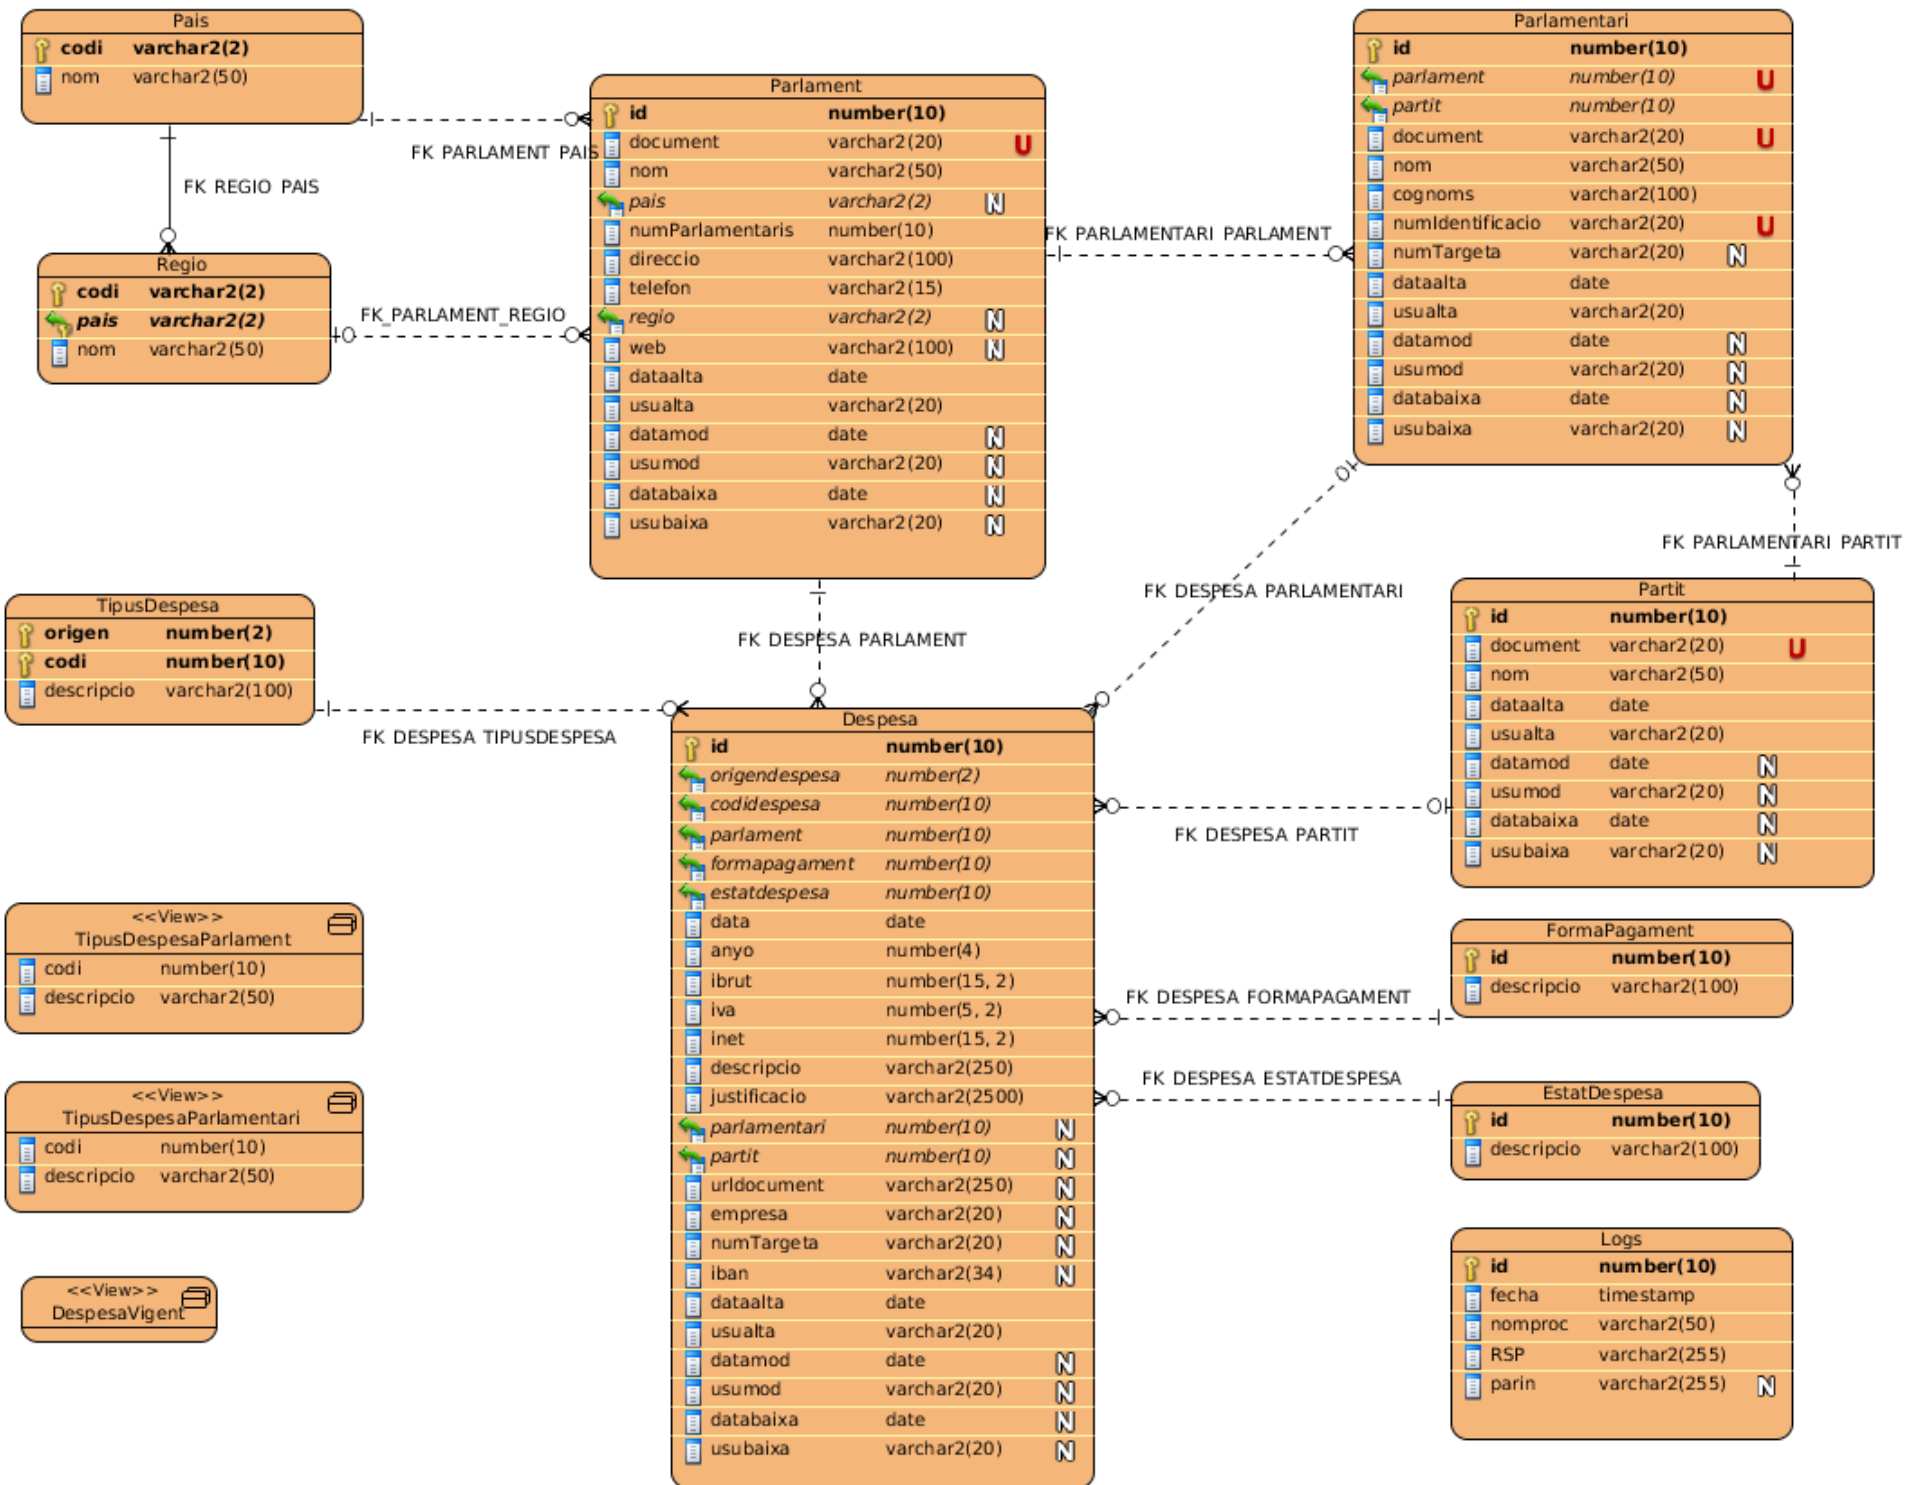 Pais
codi varchar2(2)
nom varchar2(50)
FK PARLAMENT PAIS
FK REGIO PAIS
Regio
codi varchar2(2)
pais varchar2(2)
nom varchar2(50)
FK_PARLAMENT_REGIO
Parlament
id number(10)
document varchar2(20) U
nom varchar2(50)
pais varchar2(2) N
numParlamentaris number(10)
direccio varchar2(100)
telefon varchar2(15)
regio varchar2(2) N
web varchar2(100) N
dataalta date
usualta varchar2(20)
datamod date N
usumod varchar2(20) N
databaixa date N
usubaixa varchar2(20) N
FK PARLAMENTARI PARLAMENT
Parlamentari
id number(10)
parlament number(10) U
partit number(10)
document varchar2(20) U
nom varchar2(50)
cognoms varchar2(100)
numIdentificacio varchar2(20) U
numTargeta varchar2(20) N
dataalta date
usualta varchar2(20)
datamod date N
usumod varchar2(20) N
databaixa date N
usubaixa varchar2(20) N
FK PARLAMENTARI PARTIT
FK DESPESA PARLAMENTARI
FK DESPESA PARLAMENT
TipusDespesa
origen number(2)
codi number(10)
descripcio varchar2(100)
FK DESPESA TIPUSDESPESA
Partit
id number(10)
document varchar2(20) U
nom varchar2(50)
dataalta date
usualta varchar2(20)
datamod date N
usumod varchar2(20) N
databaixa date N
usubaixa varchar2(20) N
Despesa
id number(10)
origendespesa number(2)
codidespesa number(10)
parlament number(10)
formapagament number(10)
estatdespesa number(10)
data date
anyo number(4)
ibrut number(15, 2)
iva number(5, 2)
inet number(15, 2)
descripcio varchar2(250)
justificacio varchar2(2500)
parlamentari number(10) N
partit number(10) N
urldocument varchar2(250) N
empresa varchar2(20) N
numTargeta varchar2(20) N
iban varchar2(34) N
dataalta date
usualta varchar2(20)
datamod date N
usumod varchar2(20) N
databaixa date N
usubaixa varchar2(20) N
FK DESPESA PARTIT
FK DESPESA FORMAPAGAMENT
FK DESPESA ESTATDESPESA
<<View>>
TipusDespesaParlament
codi number(10)
descripcio varchar2(50)
<<View>>
TipusDespesaParlamentari
codi number(10)
descripcio varchar2(50)
<<View>>
DespesaVigent
FormaPagament
id number(10)
descripcio varchar2(100)
EstatDespesa
id number(10)
descripcio varchar2(100)
Logs
id number(10)
fecha timestamp
nomproc varchar2(50)
RSP varchar2(255)
parin varchar2(255) N